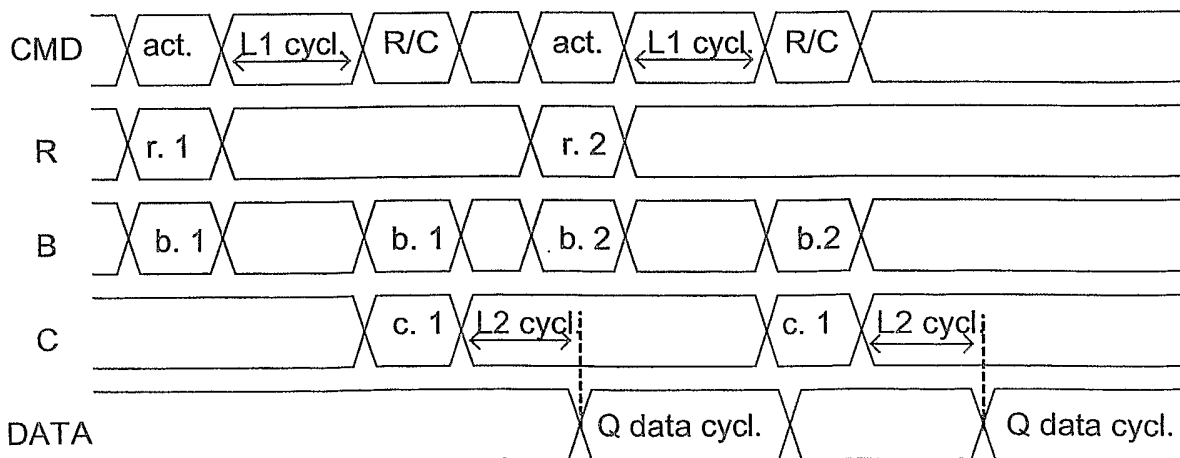 CMD act. L1 cycl. R/C act. L1 cycl. R/C
R r. 1 r. 2
B b. 1 b. 1 b. 2 b.2
C c. 1 L2 cycl. c. 1 L2 cycl.
DATA Q data cycl. Q data cycl.